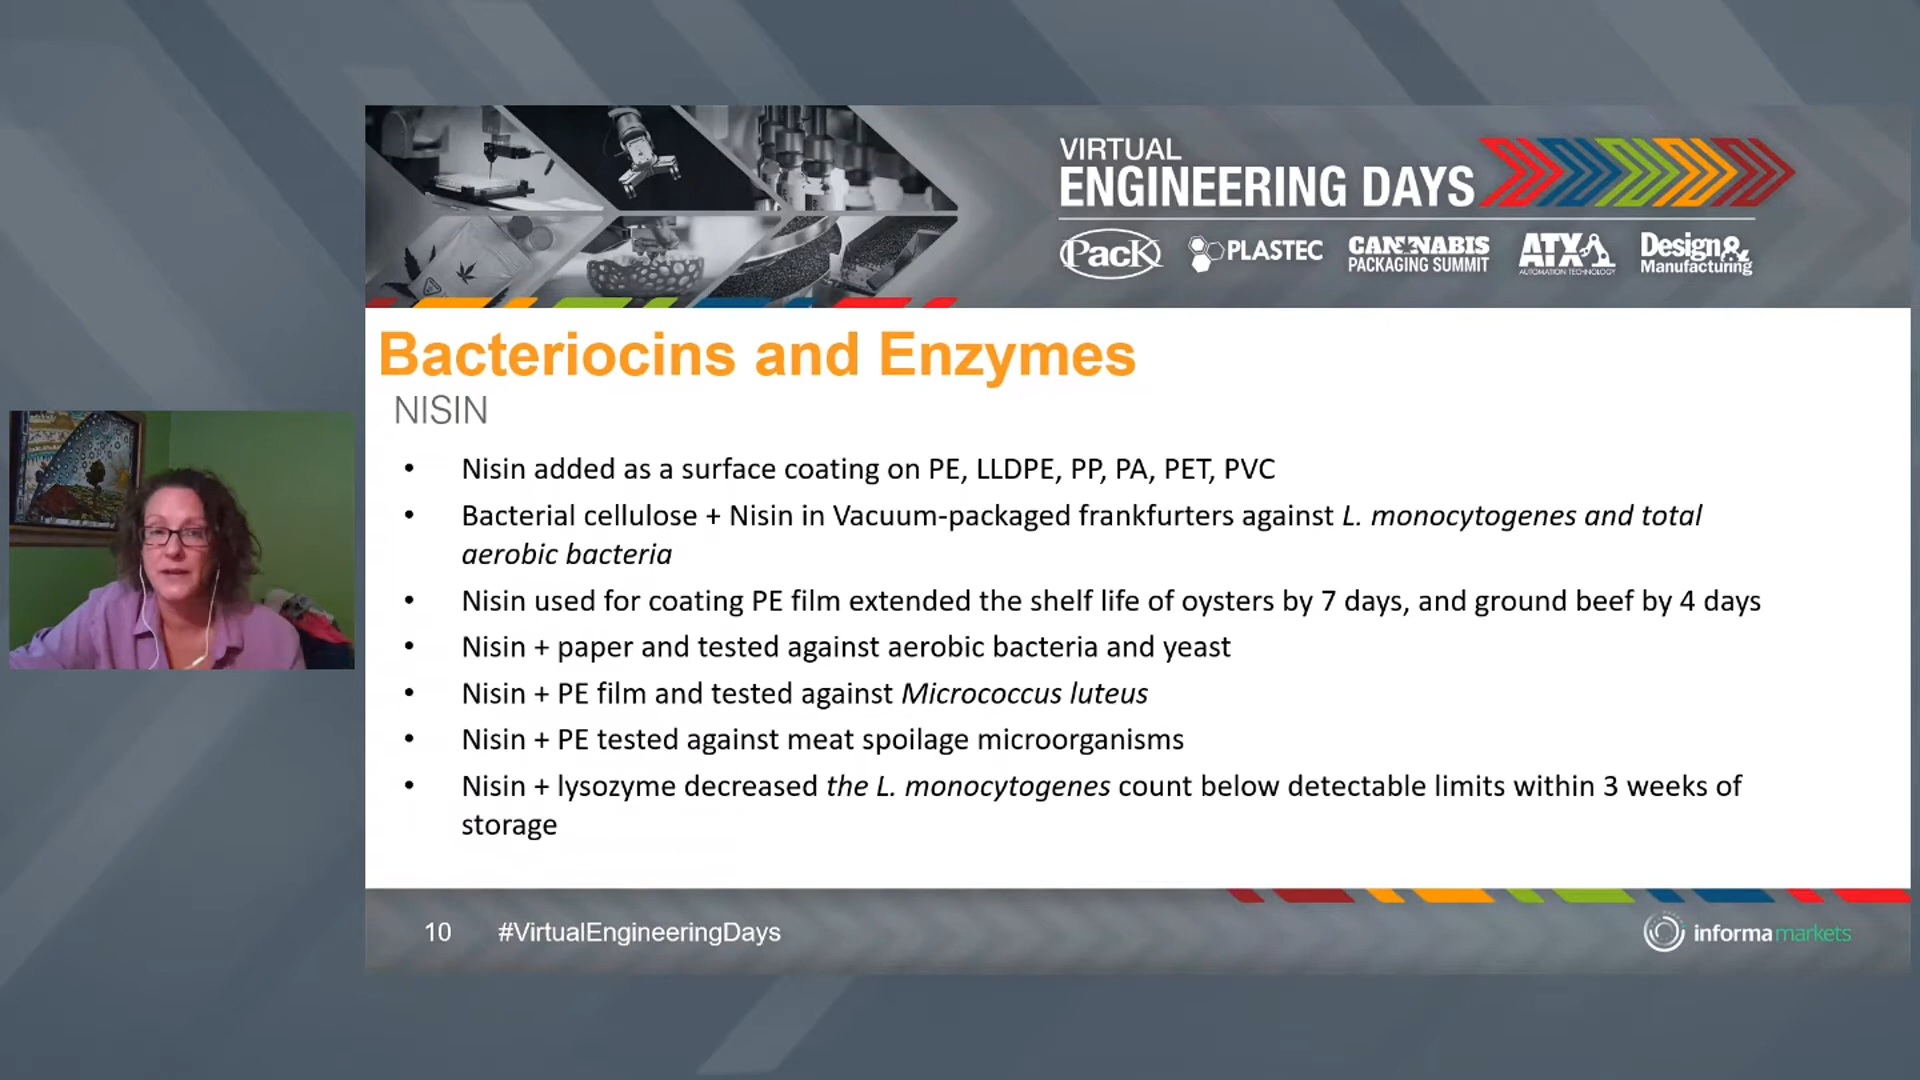 VIRTUAL
ENGINEERING DAYS
Pack
PLASTEC
CANNABIS
PACKAGING SUMMIT
ATX
AUTOMATION TECHNOLOGY
Design&
Manufacturing
Bacteriocins and Enzymes
NISIN
• Nisin added as a surface coating on PE, LLDPE, PP, PA, PET, PVC
• Bacterial cellulose + Nisin in Vacuum-packaged frankfurters against L. monocytogenes and total
aerobic bacteria
• Nisin used for coating PE film extended the shelf life of oysters by 7 days, and ground beef by 4 days
• Nisin + paper and tested against aerobic bacteria and yeast
• Nisin + PE film and tested against Micrococcus luteus
• Nisin + PE tested against meat spoilage microorganisms
• Nisin + lysozyme decreased the L. monocytogenes count below detectable limits within 3 weeks of
storage
10 #VirtualEngineeringDays
informa markets